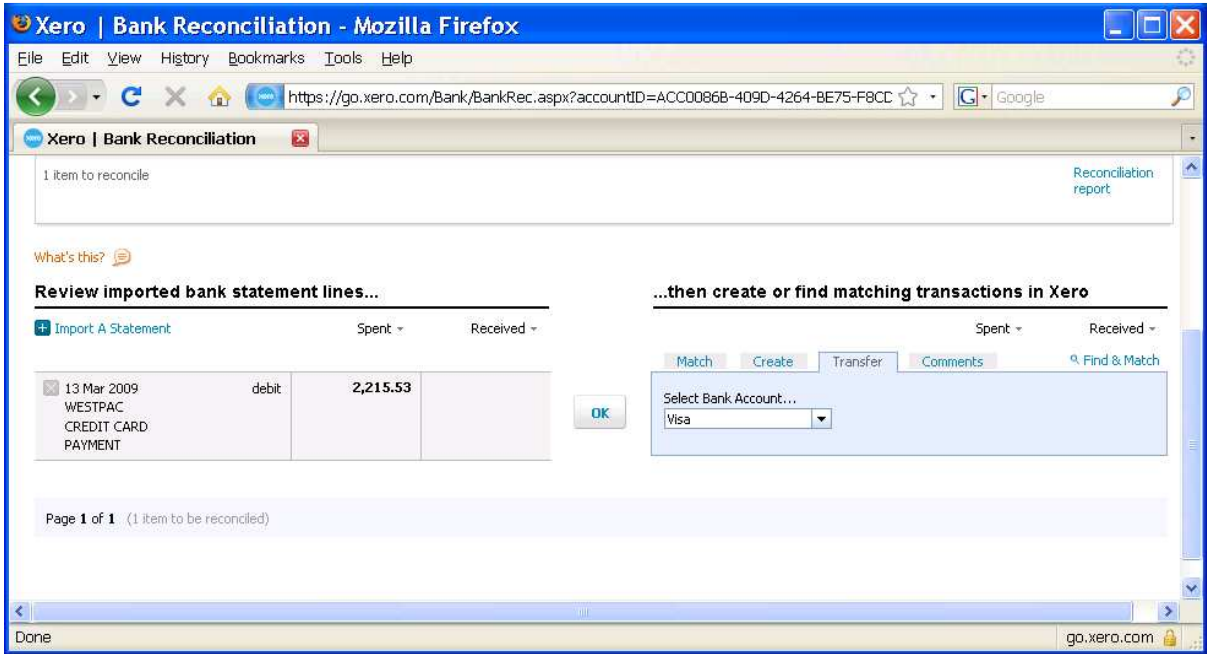 Xero | Bank Reconciliation - Mozilla Firefox
File Edit View History Bookmarks Tools Help
xero https://go.xero.com/Bank/BankRec.aspx?accountID=ACC0086B-409D-4264-BE75-F8CD G Google
xero Xero | Bank Reconciliation
1 item to reconcile
Reconciliation
report
What's this?
Review imported bank statement lines...
...then create or find matching transactions in Xero
Import A Statement Spent Received
Spent Received
Match Create Transfer Comments Find & Match
13 Mar 2009 debit 2,215.53
WESTPAC
CREDIT CARD
PAYMENT
OK
Select Bank Account...
Visa
Page 1 of 1 (1 item to be reconciled)
Done go.xero.com